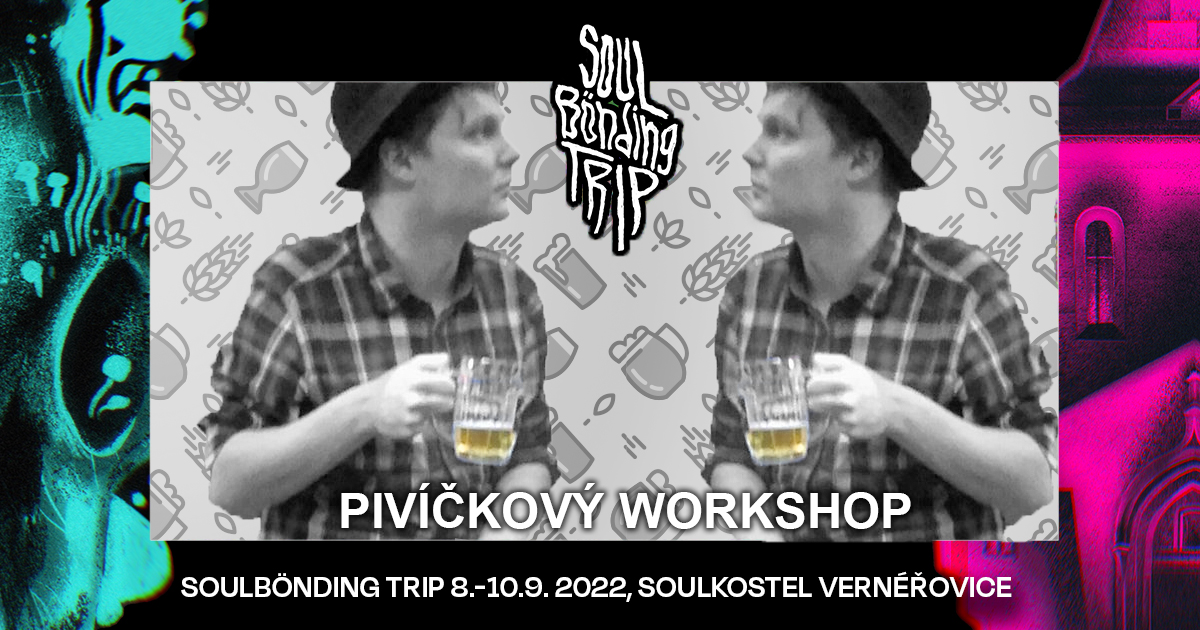 SOUL
Bönding
TRIP
PIVÍČKOVÝ WORKSHOP
SOULBÖNDING TRIP 8.-10.9. 2022, SOULKOSTEL VERNÉŘOVICE